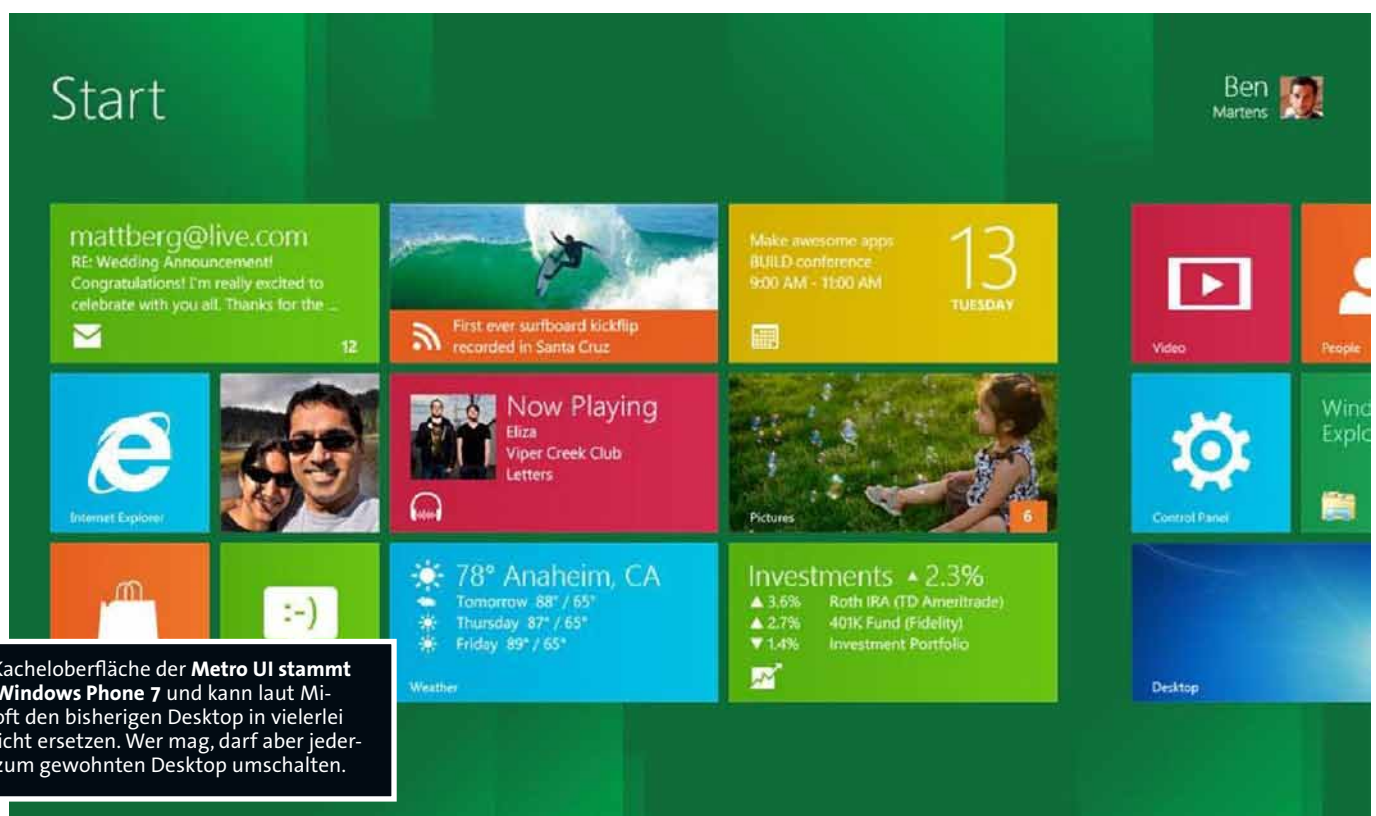 Start
Ben
Martens
mattberg@live.com
RE: Wedding Announcement!
Congratulations! I'm really excited to
celebrate with you all. Thanks for the ...
12
First ever surfboard kickflip
recorded in Santa Cruz
Make awesome apps
BUILD conference
9:00 AM - 11:00 AM
13
TUESDAY
Video
People
Internet Explorer
Now Playing
Eliza
Viper Creek Club
Letters
Pictures
6
Control Panel
Wind
Explo
:-)
78° Anaheim, CA
Tomorrow 88° / 65°
Thursday 87° / 65°
Friday 89° / 65°
Weather
Investments ▲ 2.3%
▲ 3.6% Roth IRA (TD Ameritrade)
▲ 2.7% 401K Fund (Fidelity)
▼ 1.4% Investment Portfolio
Desktop
Kacheloberfläche der Metro UI stammt
Windows Phone 7 und kann laut Mi-
oft den bisherigen Desktop in vielerlei
icht ersetzen. Wer mag, darf aber jeder-
zum gewohnten Desktop umschalten.